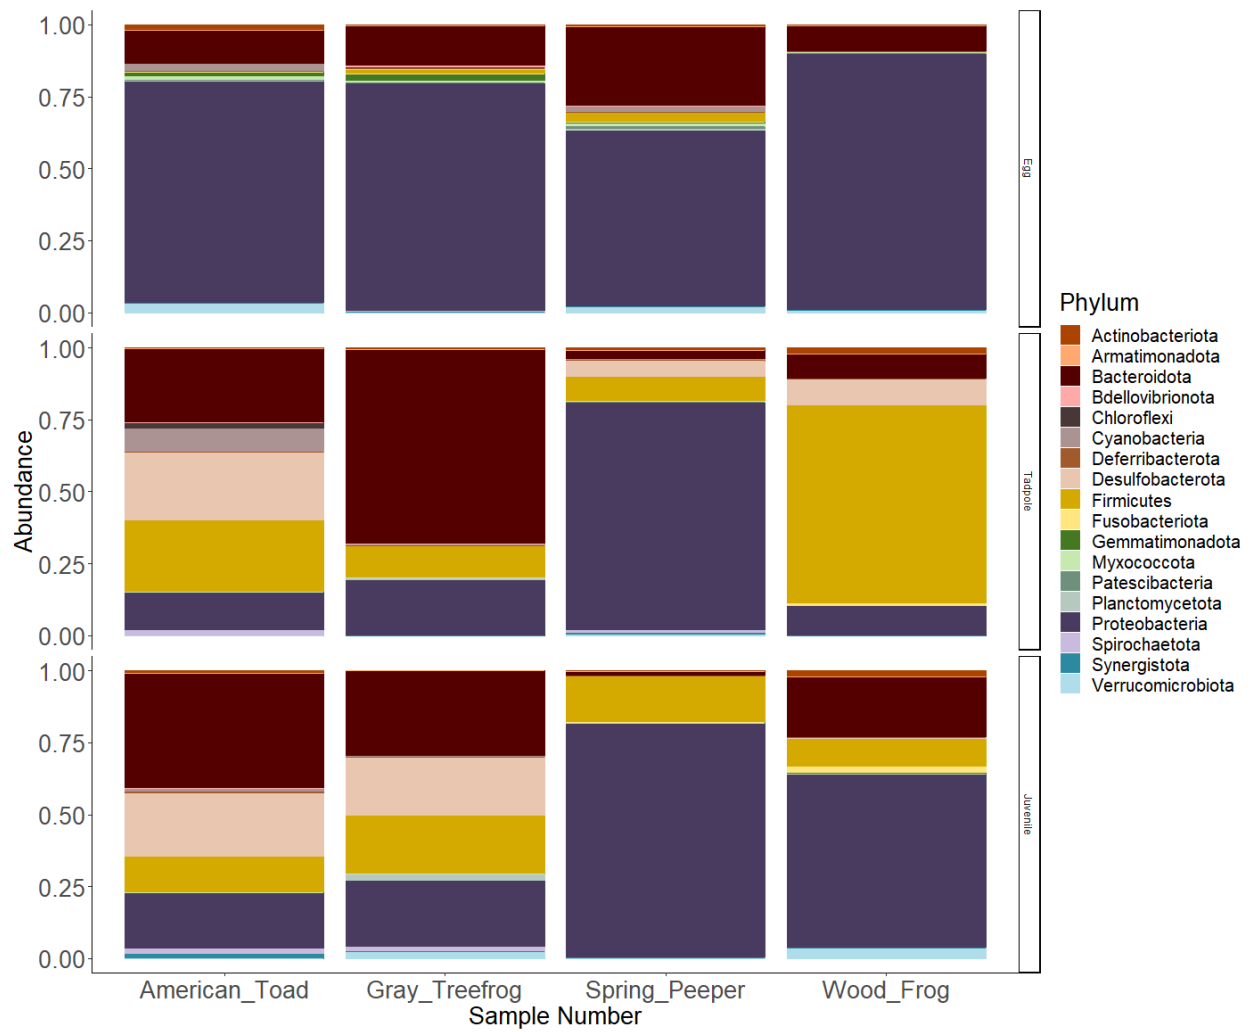 1.00
0.75
0.50
0.25
0.00
Egg
1.00
0.75
0.50
0.25
0.00
Tadpole
1.00
0.75
0.50
0.25
0.00
Juvenile
Abundance
American_Toad
Gray_Treefrog
Spring_Peeper
Wood_Frog
Sample Number
Phylum
Actinobacteriota
Armatimonadota
Bacteroidota
Bdellovibrionota
Chloroflexi
Cyanobacteria
Deferribacterota
Desulfobacterota
Firmicutes
Fusobacteriota
Gemmatimonadota
Myxococcota
Patescibacteria
Planctomycetota
Proteobacteria
Spirochaetota
Synergistota
Verrucomicrobiota